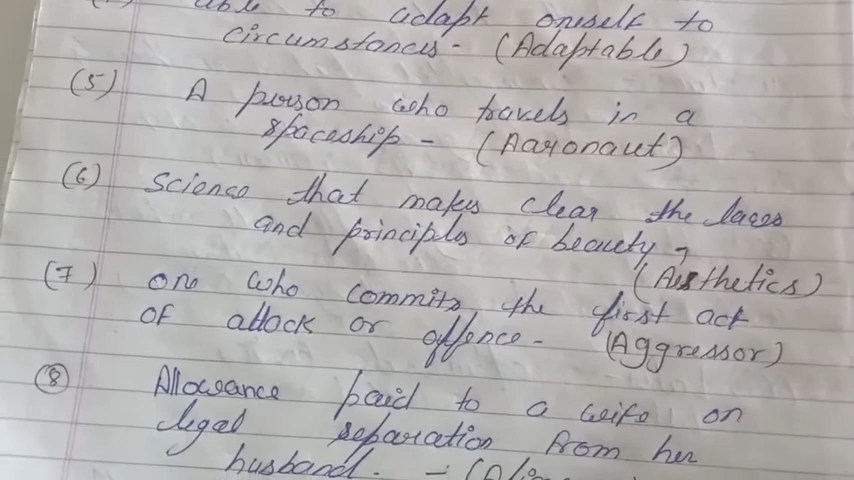 able to adapt oneself to
circumstances - (Adaptable)
(5) A person who travels in a
spaceship - (Aaronaut)
(6) Science that makes clear the laws
and principles of beauty -
(Aesthetics)
(7) one who commits the first act
of attack or offence - (Aggressor)
(8) Allowance paid to a wife on
legal separation from her
husband. - (Alim